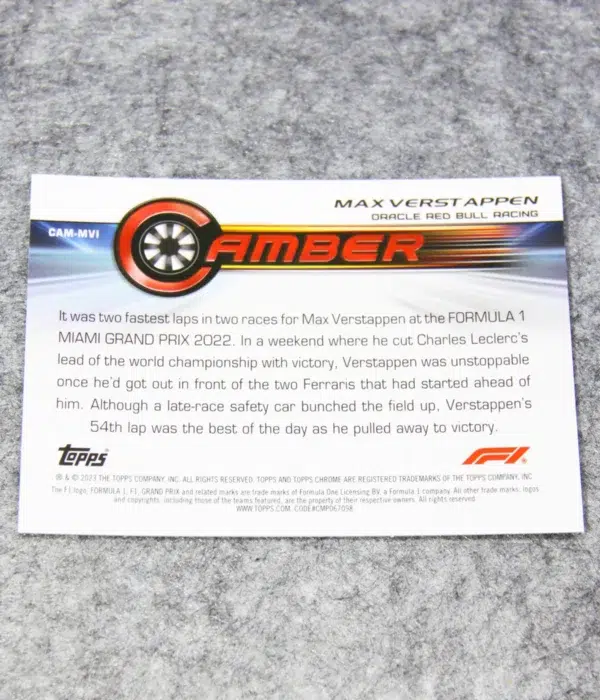 MAX VERSTAPPEN
ORACLE RED BULL RACING
CAM-MVI
CAMBER
It was two fastest laps in two races for Max Verstappen at the FORMULA 1
MIAMI GRAND PRIX 2022. In a weekend where he cut Charles Leclerc's
lead of the world championship with victory, Verstappen was unstoppable
once he'd got out in front of the two Ferraris that had started ahead of
him. Although a late-race safety car bunched the field up, Verstappen's
54th lap was the best of the day as he pulled away to victory.
Topps
F1
® & © 2023 THE TOPPS COMPANY, INC. ALL RIGHTS RESERVED. TOPPS AND TOPPS CHROME ARE REGISTERED TRADEMARKS OF THE TOPPS COMPANY, INC.
The F1 logo, FORMULA 1, F1, GRAND PRIX and related marks are trade marks of Formula One Licensing BV, a Formula 1 company. All other trade marks, logos
and copyrights, including those of the teams featured, are the property of their respective owners. All rights reserved.
WWW.TOPPS.COM. CODE#CMP067058